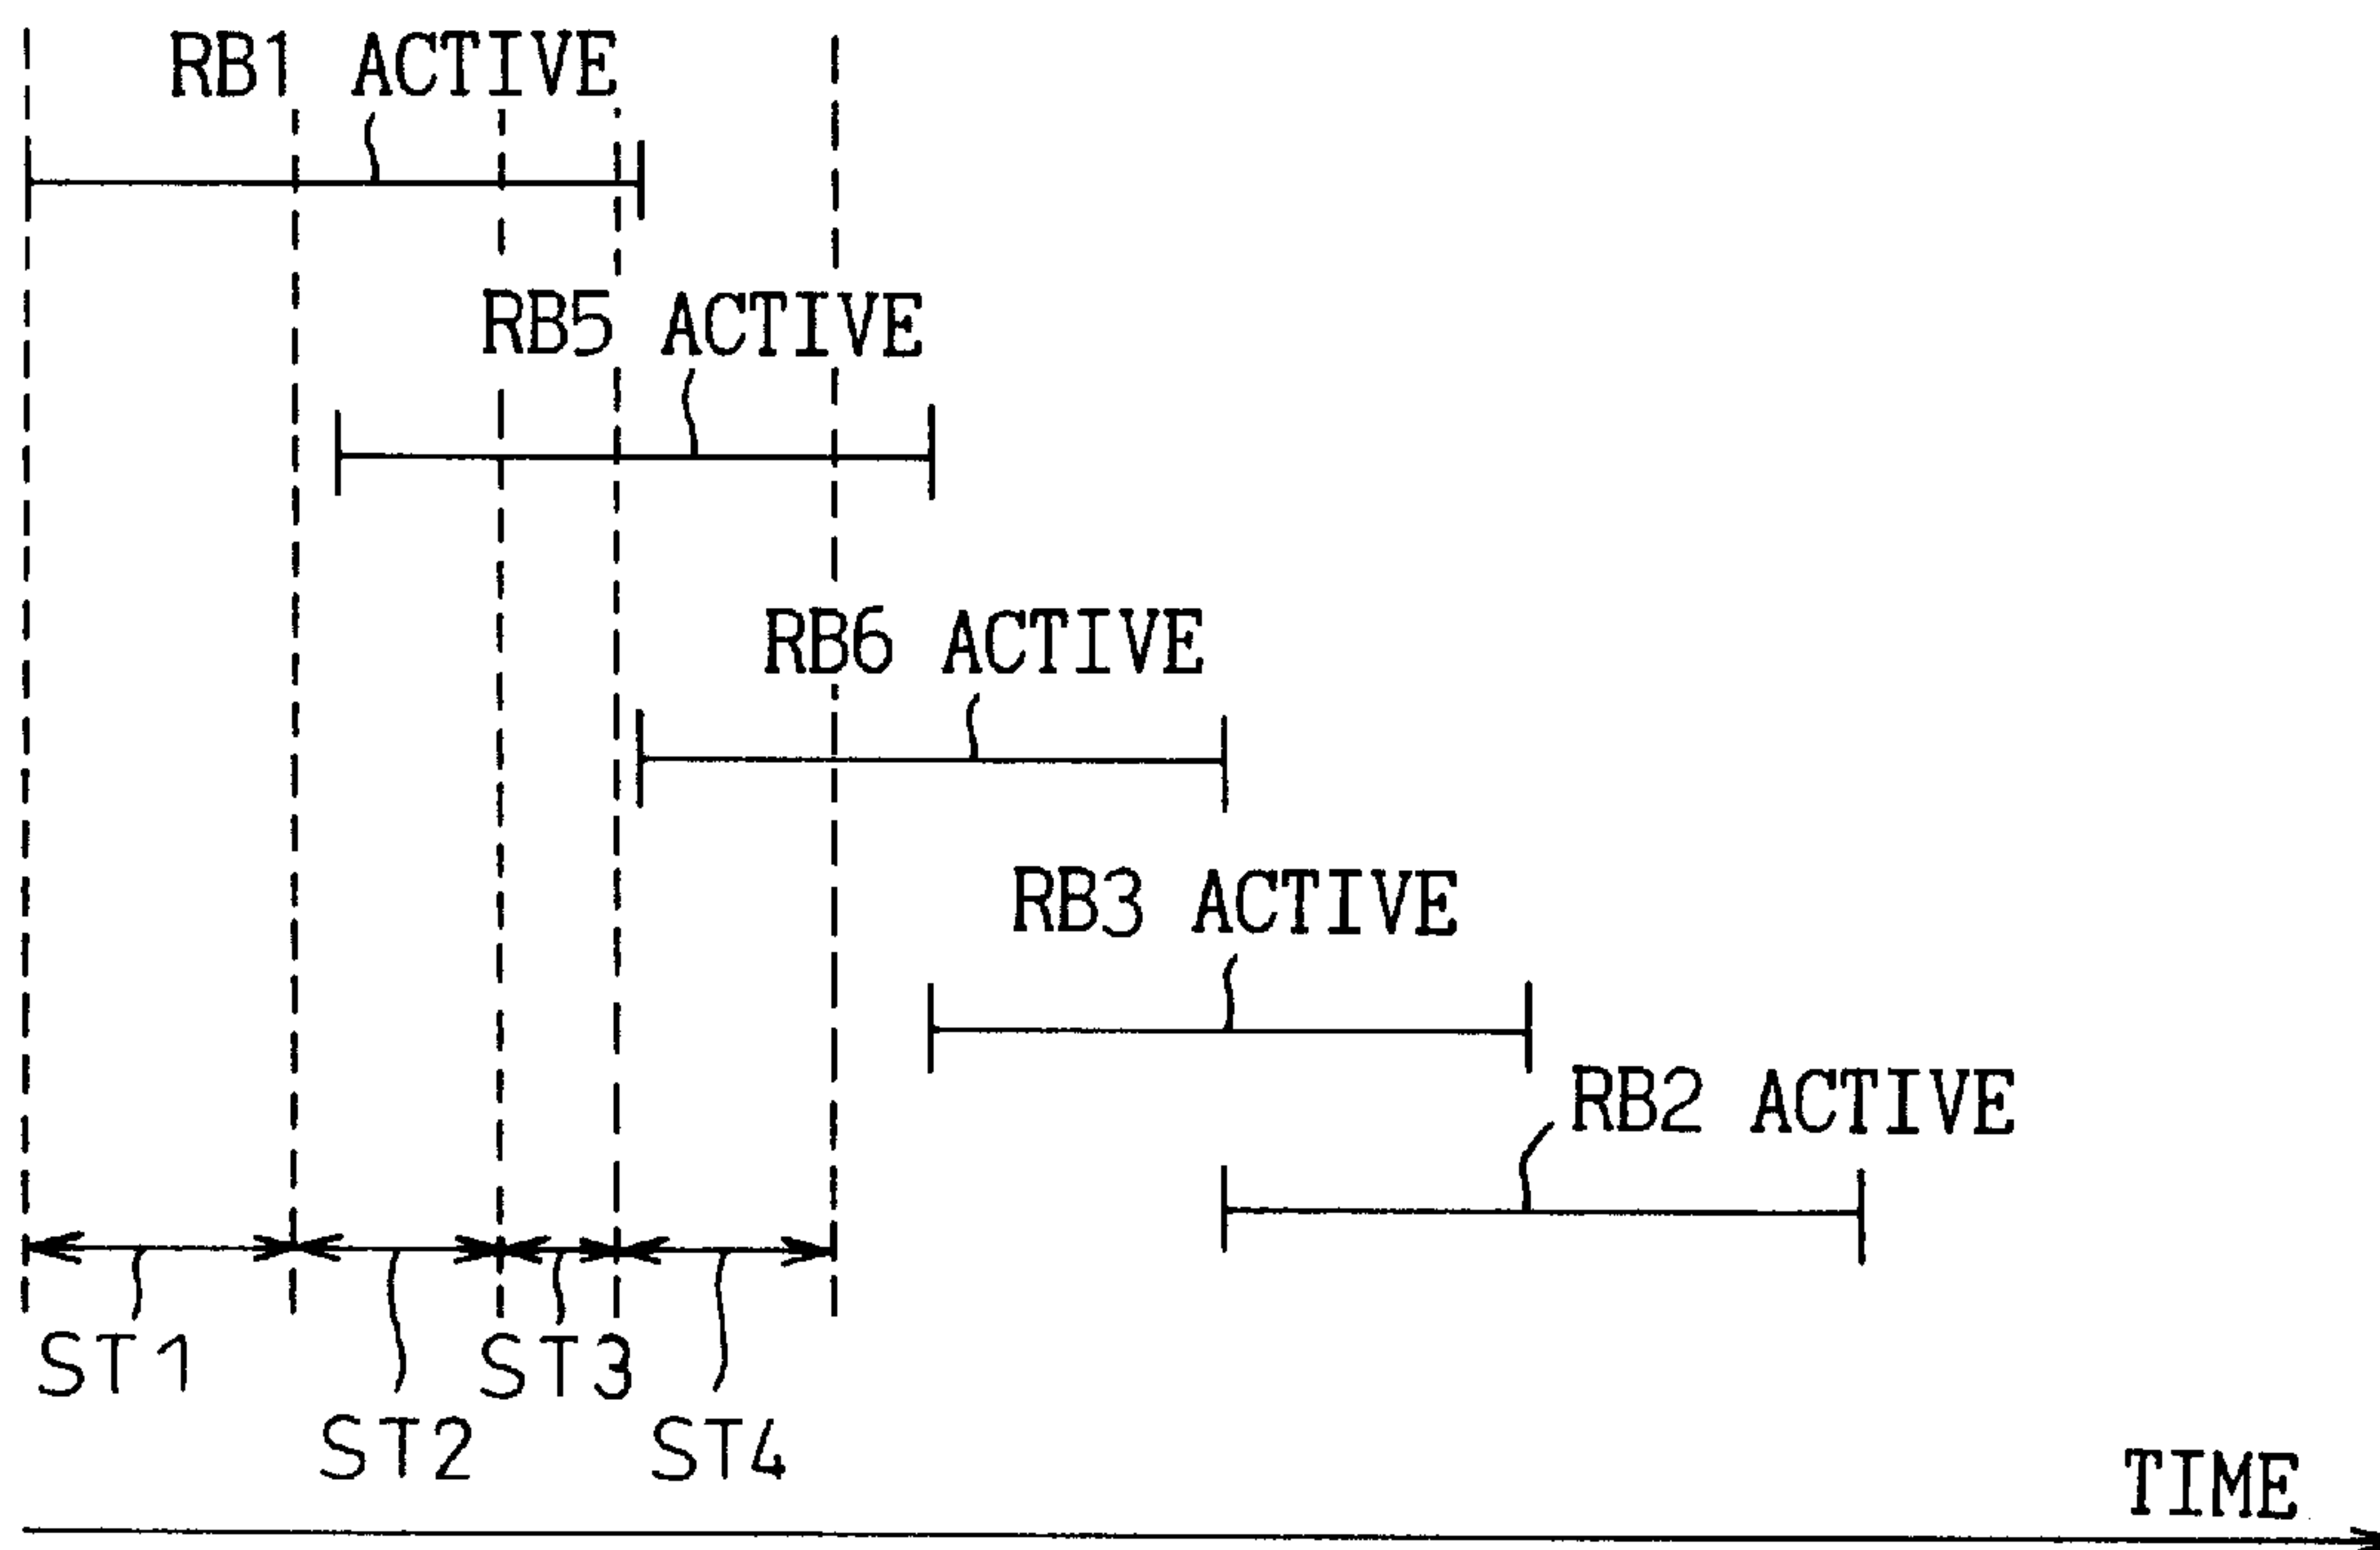 RB1 ACTIVE
RB5 ACTIVE
RB6 ACTIVE
RB3 ACTIVE
RB2 ACTIVE
ST1
ST3
ST2
ST4
TIME